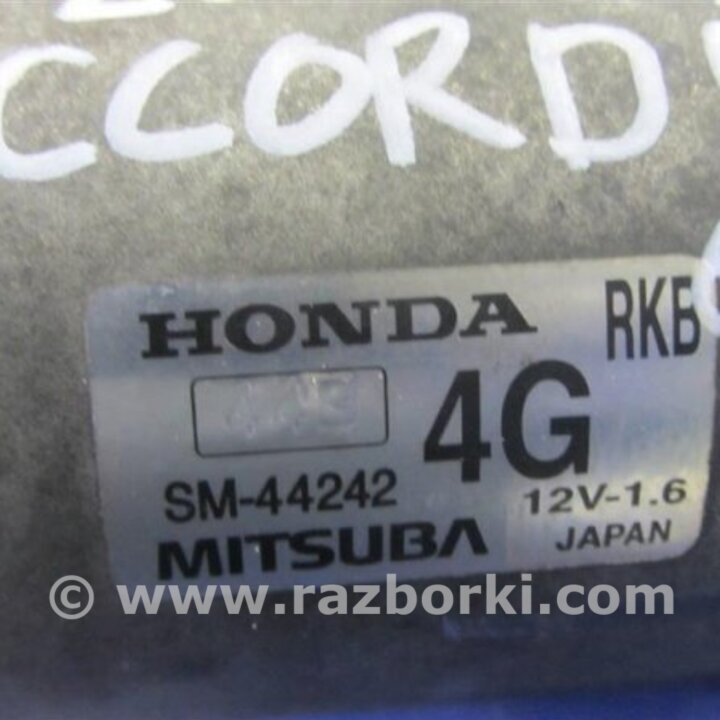 CCORD
HONDA RKB
4G
SM-44242 12V-1.6
MITSUBA JAPAN
© www.razborki.com